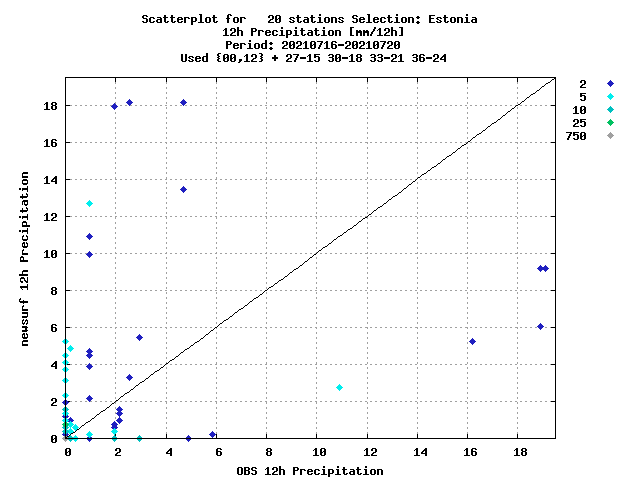 Scatterplot for   20 stations Selection: Estonia
12h Precipitation [mm/12h]
Period: 20210716-20210720
Used {00,12} + 27-15 30-18 33-21 36-24
2
5
10
25
750
newsurf 12h Precipitation
18
16
14
12
10
8
6
4
2
0
0 2 4 6 8 10 12 14 16 18
OBS 12h Precipitation